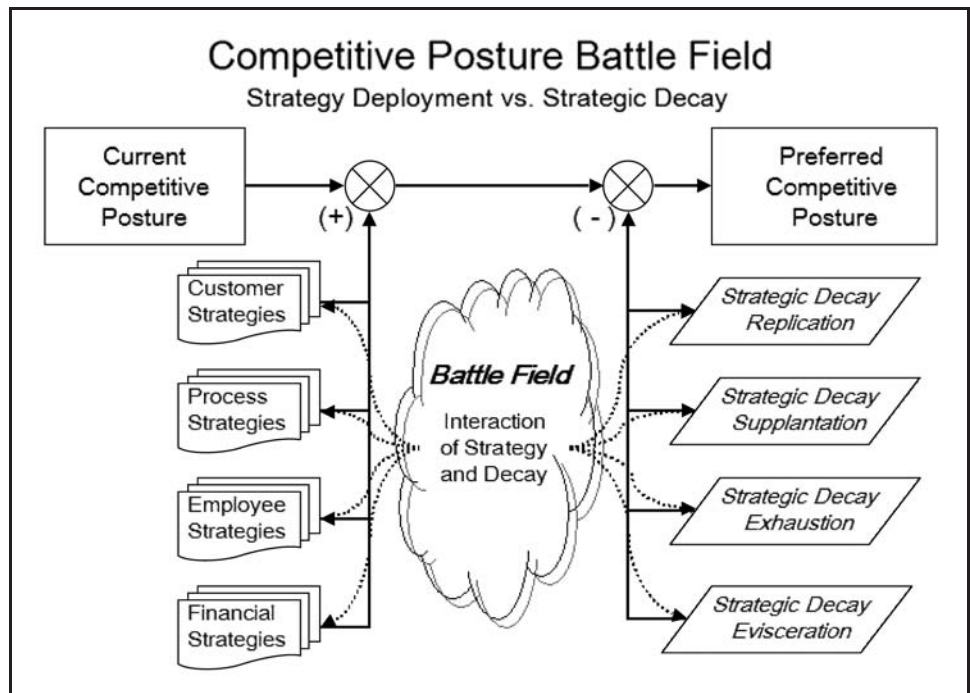 Competitive Posture Battle Field
Strategy Deployment vs. Strategic Decay
Current
Competitive
Posture
(+)
( - )
Preferred
Competitive
Posture
Customer
Strategies
Process
Strategies
Employee
Strategies
Financial
Strategies
Battle Field
Interaction
of Strategy
and Decay
Strategic Decay
Replication
Strategic Decay
Supplantation
Strategic Decay
Exhaustion
Strategic Decay
Evisceration